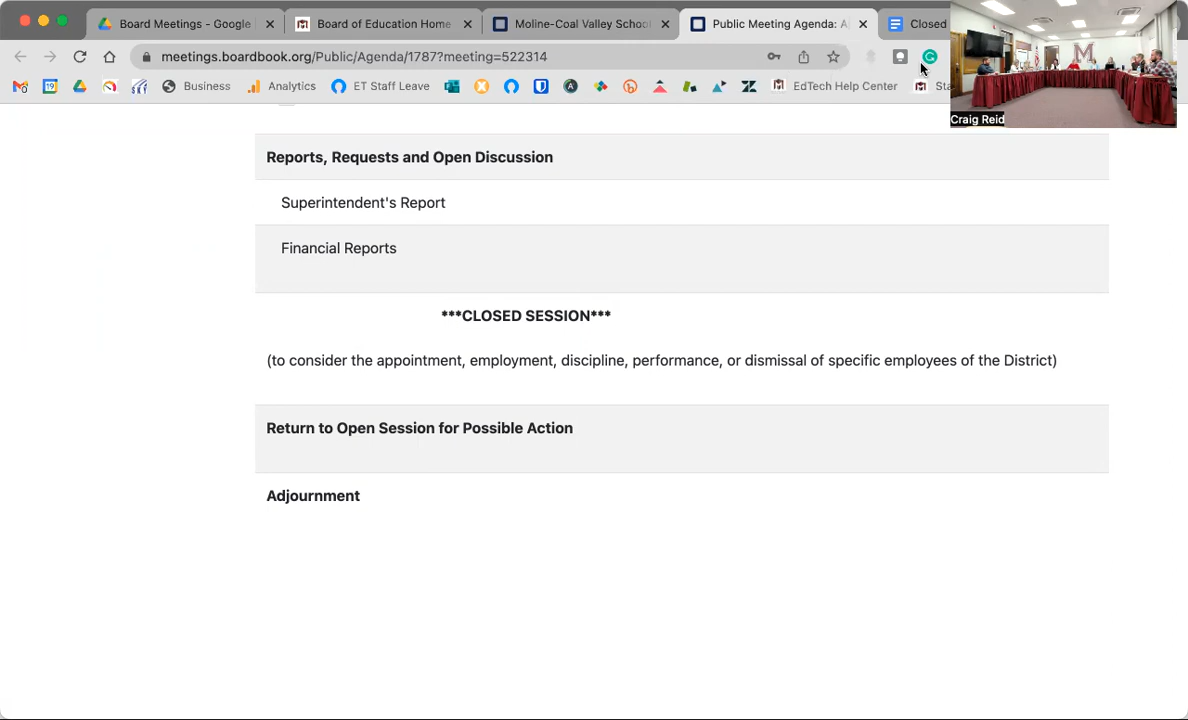 Board Meetings - Google
Board of Education Home
Moline-Coal Valley Schoo
Public Meeting Agenda: A
Closed
meetings.boardbook.org/Public/Agenda/1787?meeting=522314
19
Business
Analytics
ET Staff Leave
EdTech Help Center
Sta
M
Craig Reid
Reports, Requests and Open Discussion
Superintendent's Report
Financial Reports
***CLOSED SESSION***
(to consider the appointment, employment, discipline, performance, or dismissal of specific employees of the District)
Return to Open Session for Possible Action
Adjournment